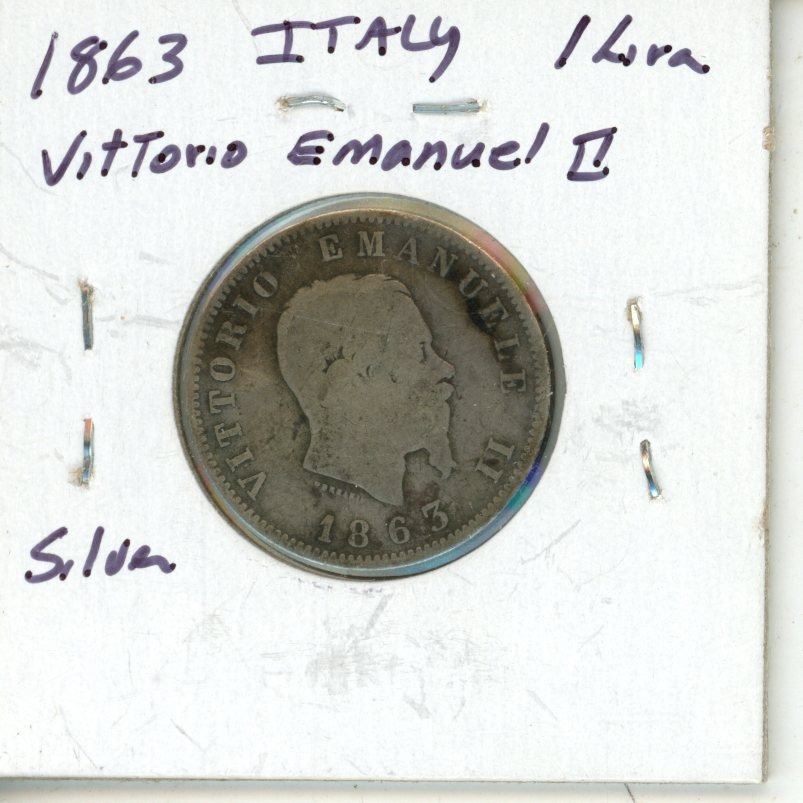 1863 ITALY 1 Lira
VitTorio Emanuel II
VITTORIO EMANUELE II
1863
Silver